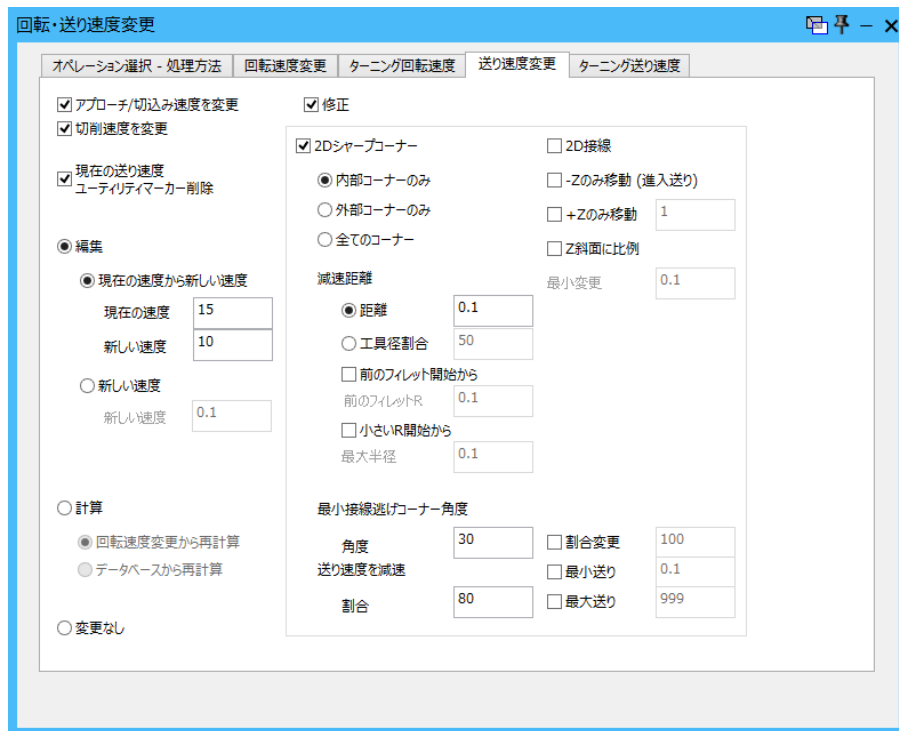 回転・送り速度変更
オペレーション選択 - 処理方法
回転速度変更
ターニング回転速度
送り速度変更
ターニング送り速度
アプローチ/切込み速度を変更
切削速度を変更
現在の送り速度
ユーティリティマーカー削除
編集
現在の速度から新しい速度
現在の速度 15
新しい速度 10
新しい速度
新しい速度 0.1
計算
回転速度変更から再計算
データベースから再計算
変更なし
修正
2Dシャープコーナー
内部コーナーのみ
外部コーナーのみ
全てのコーナー
減速距離
距離 0.1
工具径割合 50
前のフィレット開始から
前のフィレットR 0.1
小さいR開始から
最大半径 0.1
最小接線逃げコーナー角度
角度 30
送り速度を減速
割合 80
2D接線
-Zのみ移動 (進入送り)
+Zのみ移動 1
Z斜面に比例
最小変更 0.1
割合変更 100
最小送り 0.1
最大送り 999